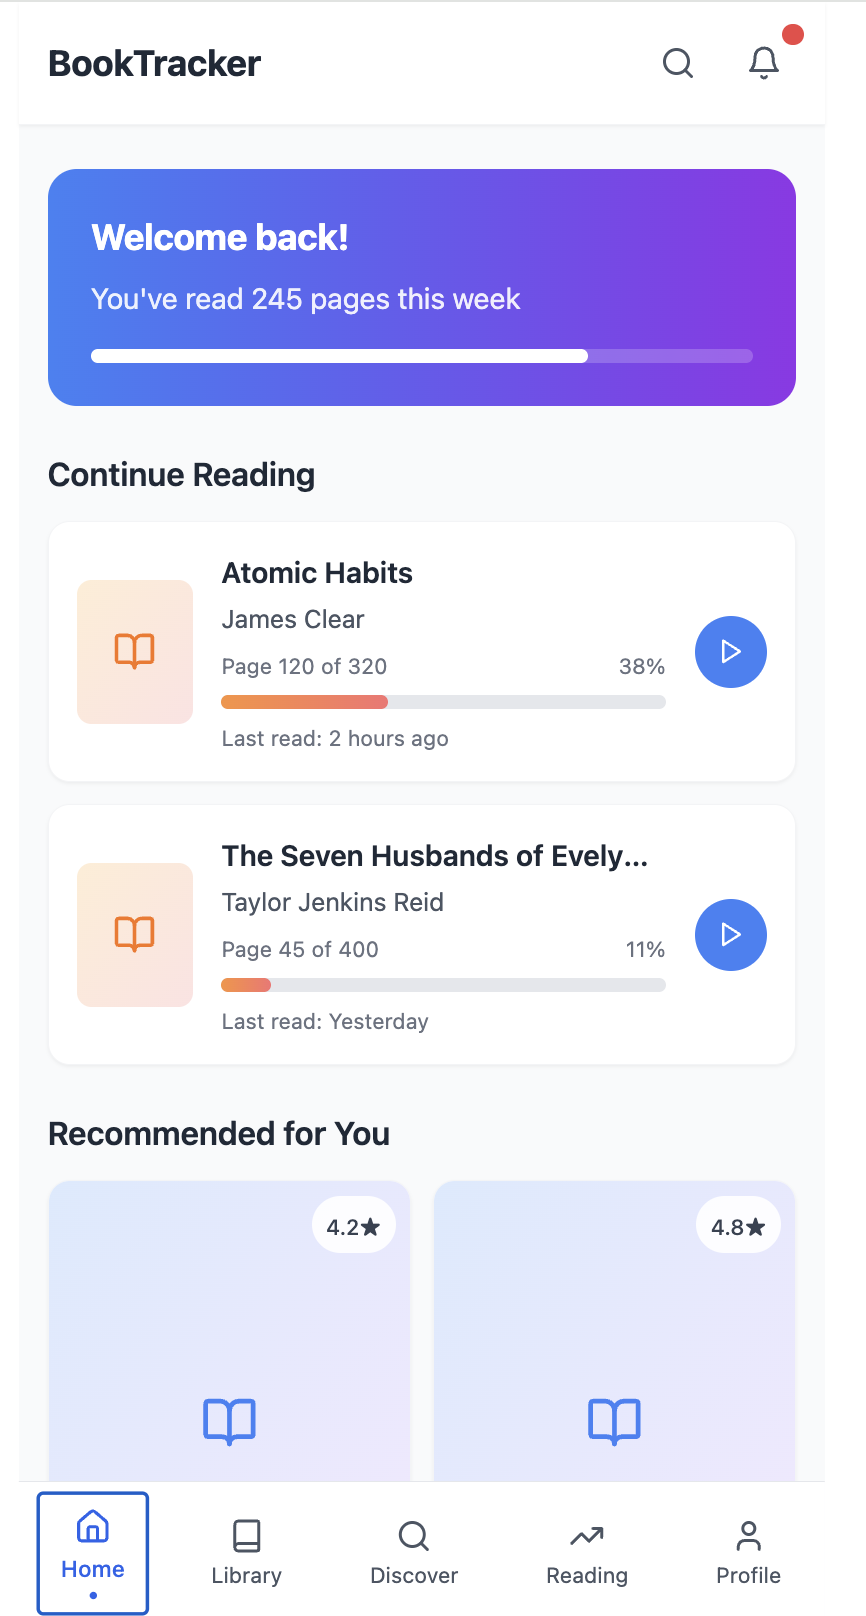 BookTracker
Welcome back!
You've read 245 pages this week
Continue Reading
Atomic Habits
James Clear
Page 120 of 320 38%
Last read: 2 hours ago
The Seven Husbands of Evely...
Taylor Jenkins Reid
Page 45 of 400 11%
Last read: Yesterday
Recommended for You
4.2★ 4.8★
Home Library Discover Reading Profile